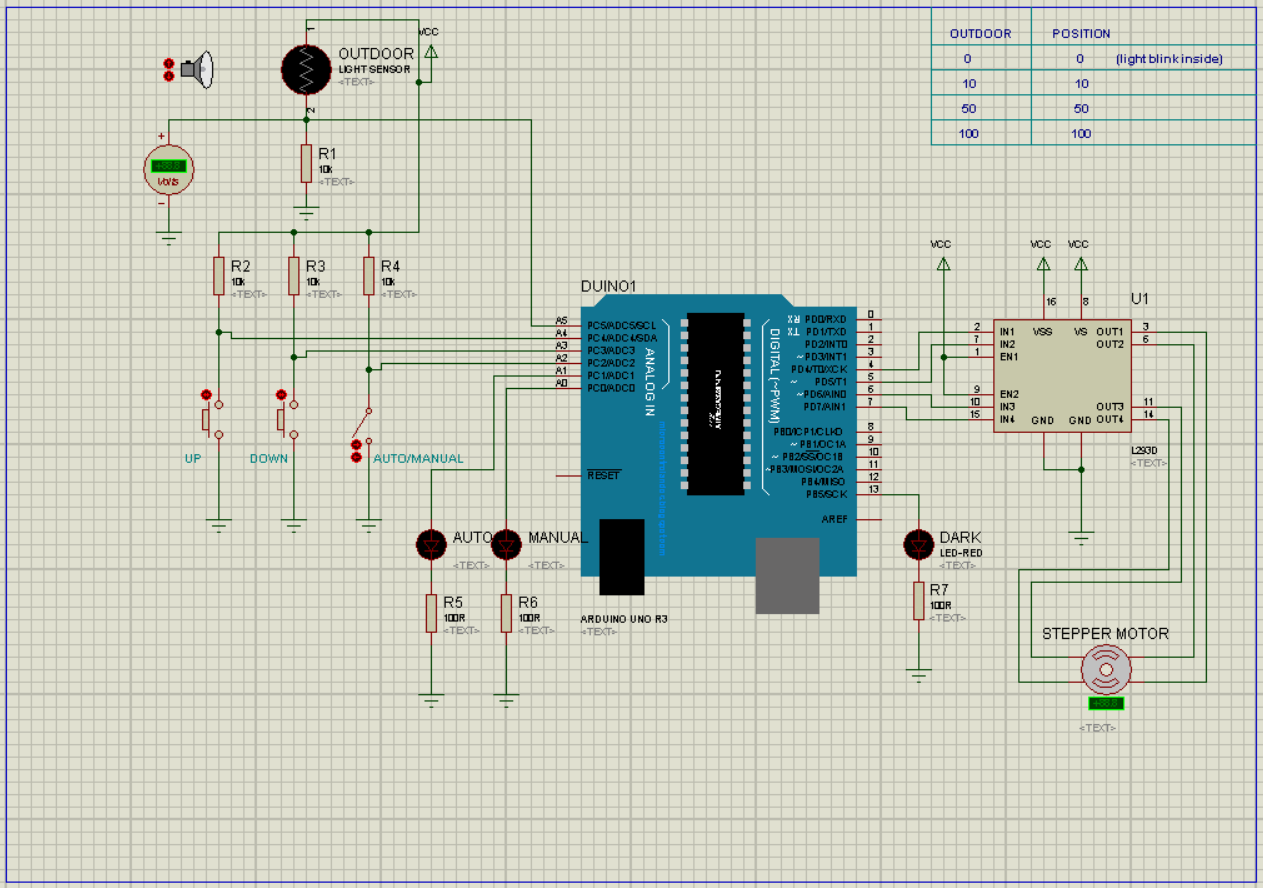 OUTDOOR POSITION
0 0 (light blink inside)
10 10
50 50
100 100
1
OUTDOOR
LIGHT SENSOR
<TEXT>
2
VCC
+
Volts
-
R1
10k
<TEXT>
R2
10k
<TEXT>
R3
10k
<TEXT>
R4
10k
<TEXT>
UP
DOWN
AUTO/MANUAL
DUINO1
A5 PC5/ADC5/SCL
A4 PC4/ADC4/SDA
A3 PC3/ADC3
A2 PC2/ADC2
A1 PC1/ADC1
A0 PC0/ADC0
ANALOG IN
RESET
DIGITAL (~PWM)
RX PD0/RXD 0
TX PD1/TXD 1
PD2/INT0 2
~ PD3/INT1 3
PD4/T0/XCK 4
~ PD5/T1 5
~ PD6/AIN0 6
PD7/AIN1 7
PB0/ICP1/CLKO 8
~ PB1/OC1A 9
~ PB2/SS/OC1B 10
~ PB3/MOSI/OC2A 11
PB4/MISO 12
PB5/SCK 13
AREF
ARDUINO UNO R3
<TEXT>
AUTO
<TEXT>
R5
100R
<TEXT>
MANUAL
<TEXT>
R6
100R
<TEXT>
DARK
LED-RED
<TEXT>
R7
100R
<TEXT>
VCC VCC VCC
16 8
U1
2 IN1 VSS VS OUT1 3
7 IN2 OUT2 6
1 EN1
9 EN2
10 IN3 OUT3 11
15 IN4 GND GND OUT4 14
L293D
<TEXT>
STEPPER MOTOR
<TEXT>